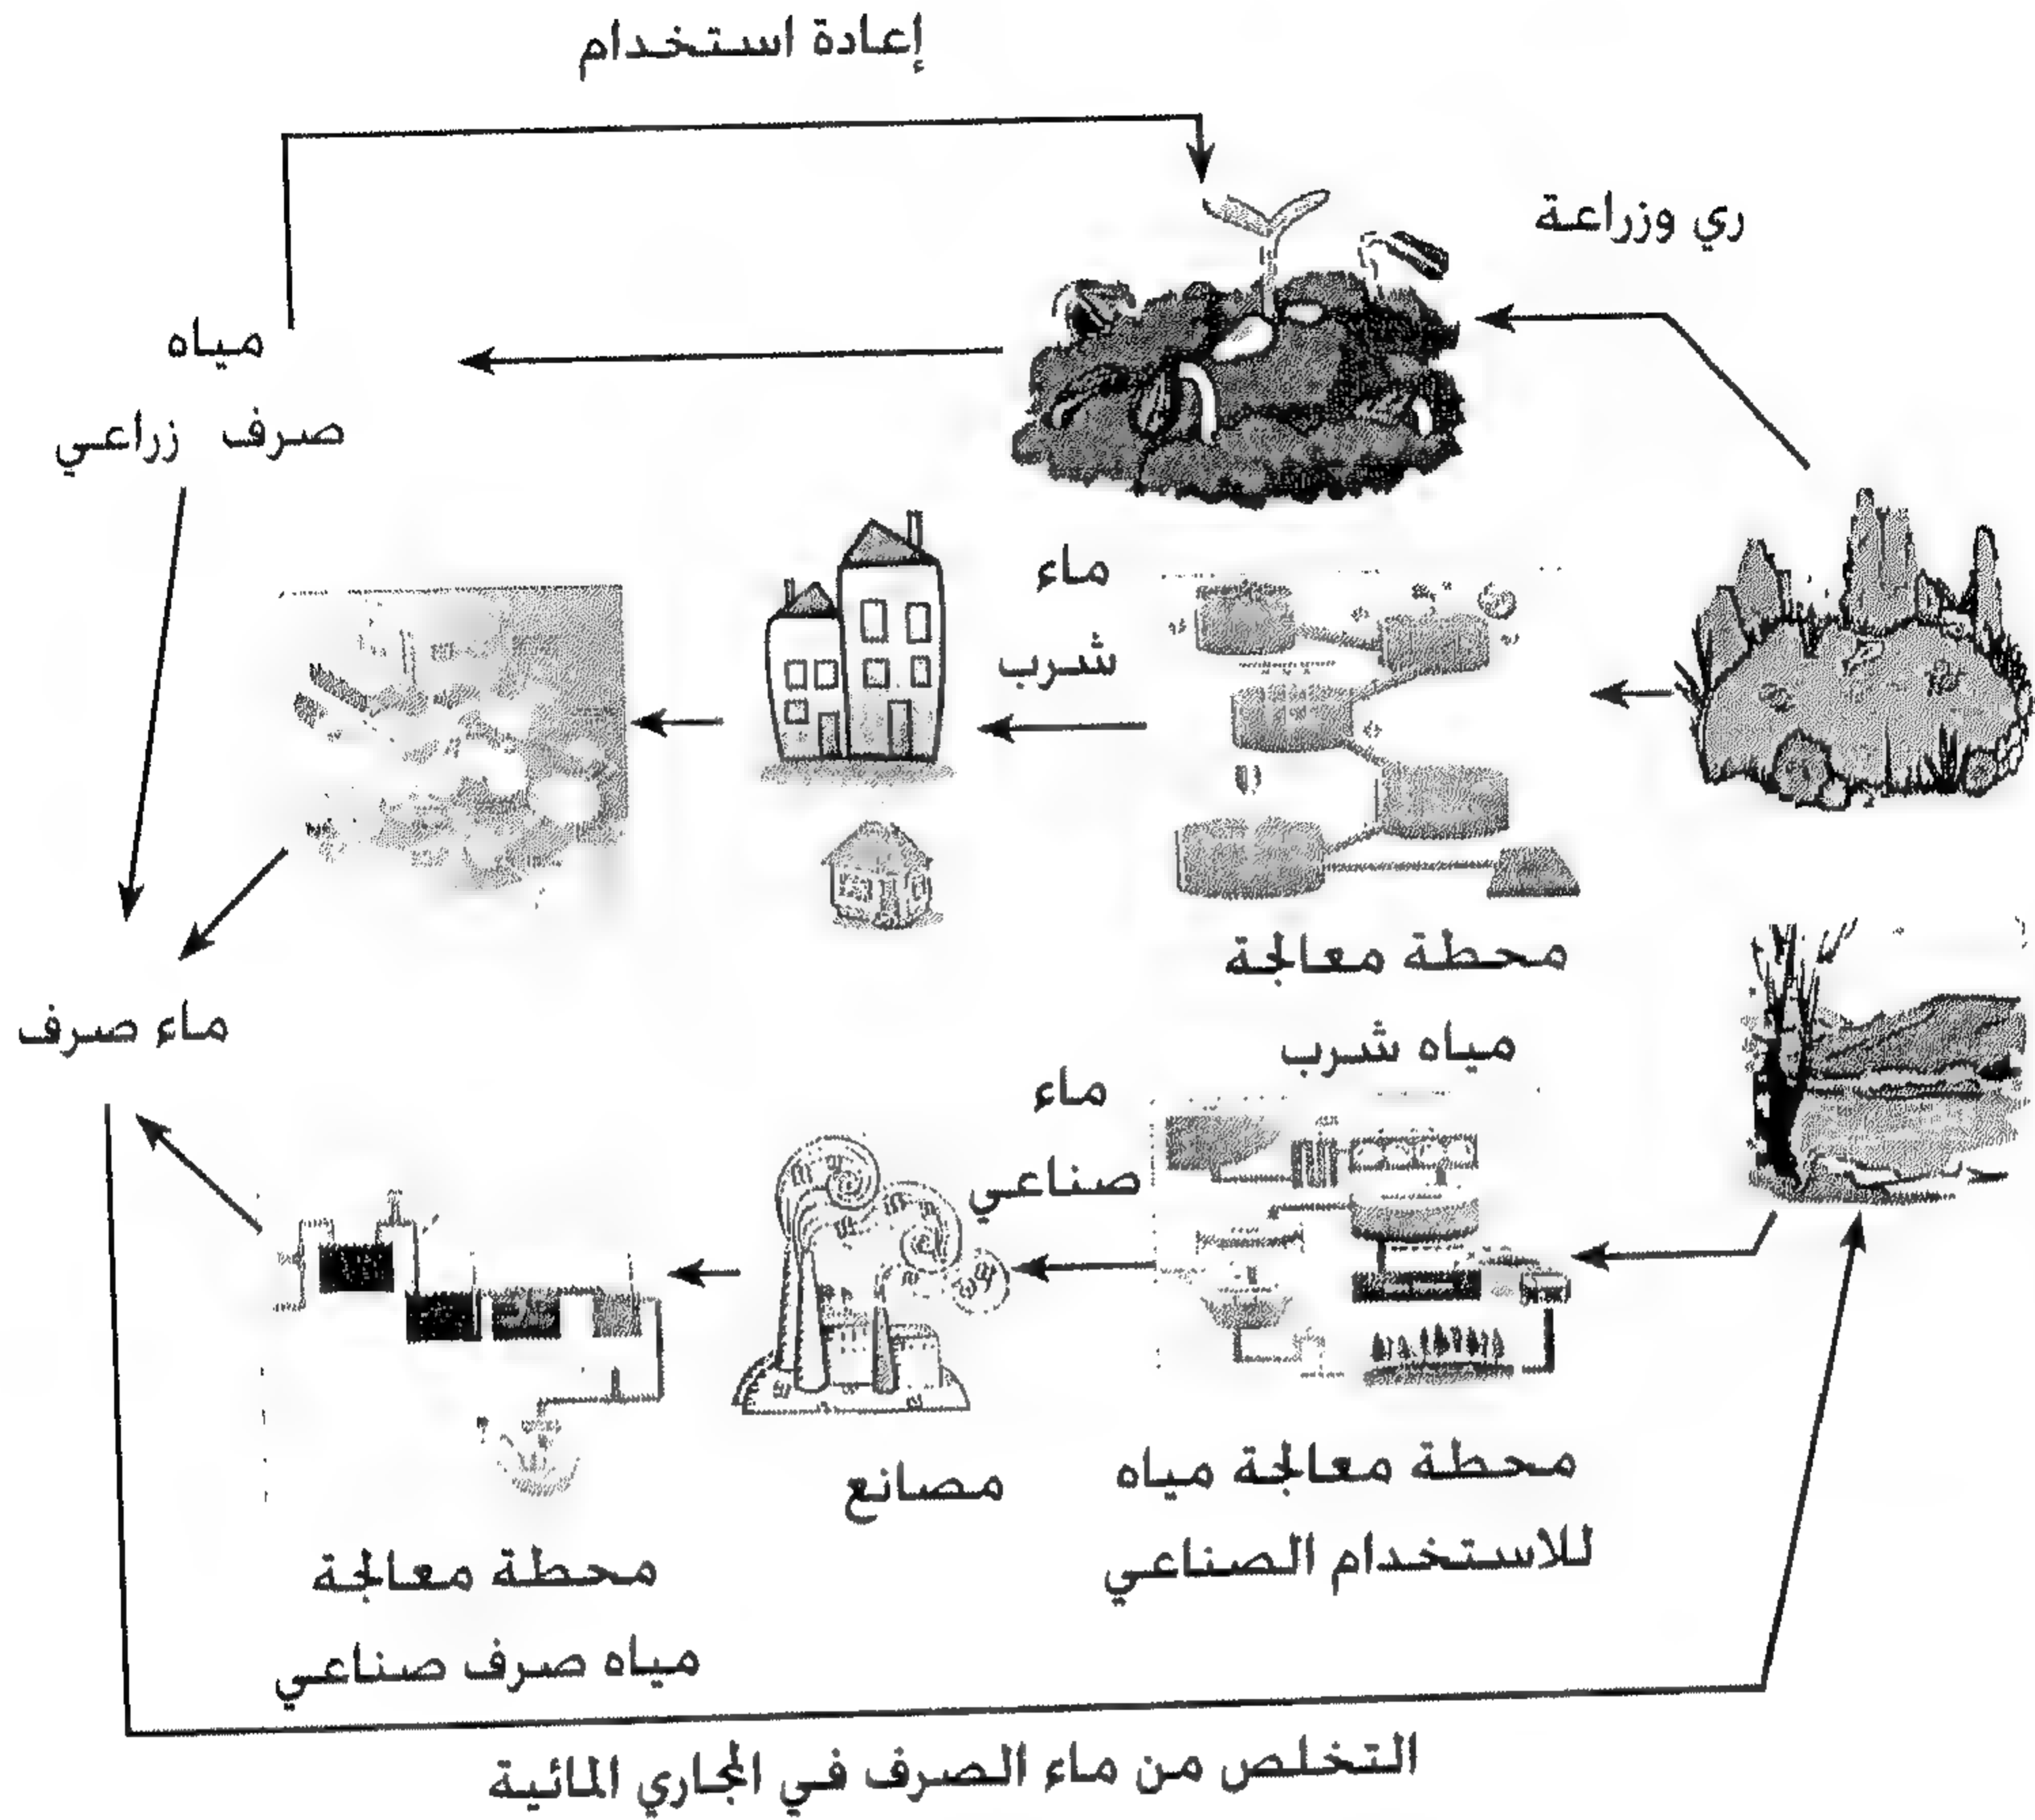 إعادة استخدام
ري وزراعة
مياه
صرف زراعي
ماء
شرب
محطة معالجة
مياه شرب
ماء صرف
ماء
صناعي
محطة معالجة مياه
للاستخدام الصناعي
مصانع
محطة معالجة
مياه صرف صناعي
التخلص من ماء الصرف في المجاري المائية